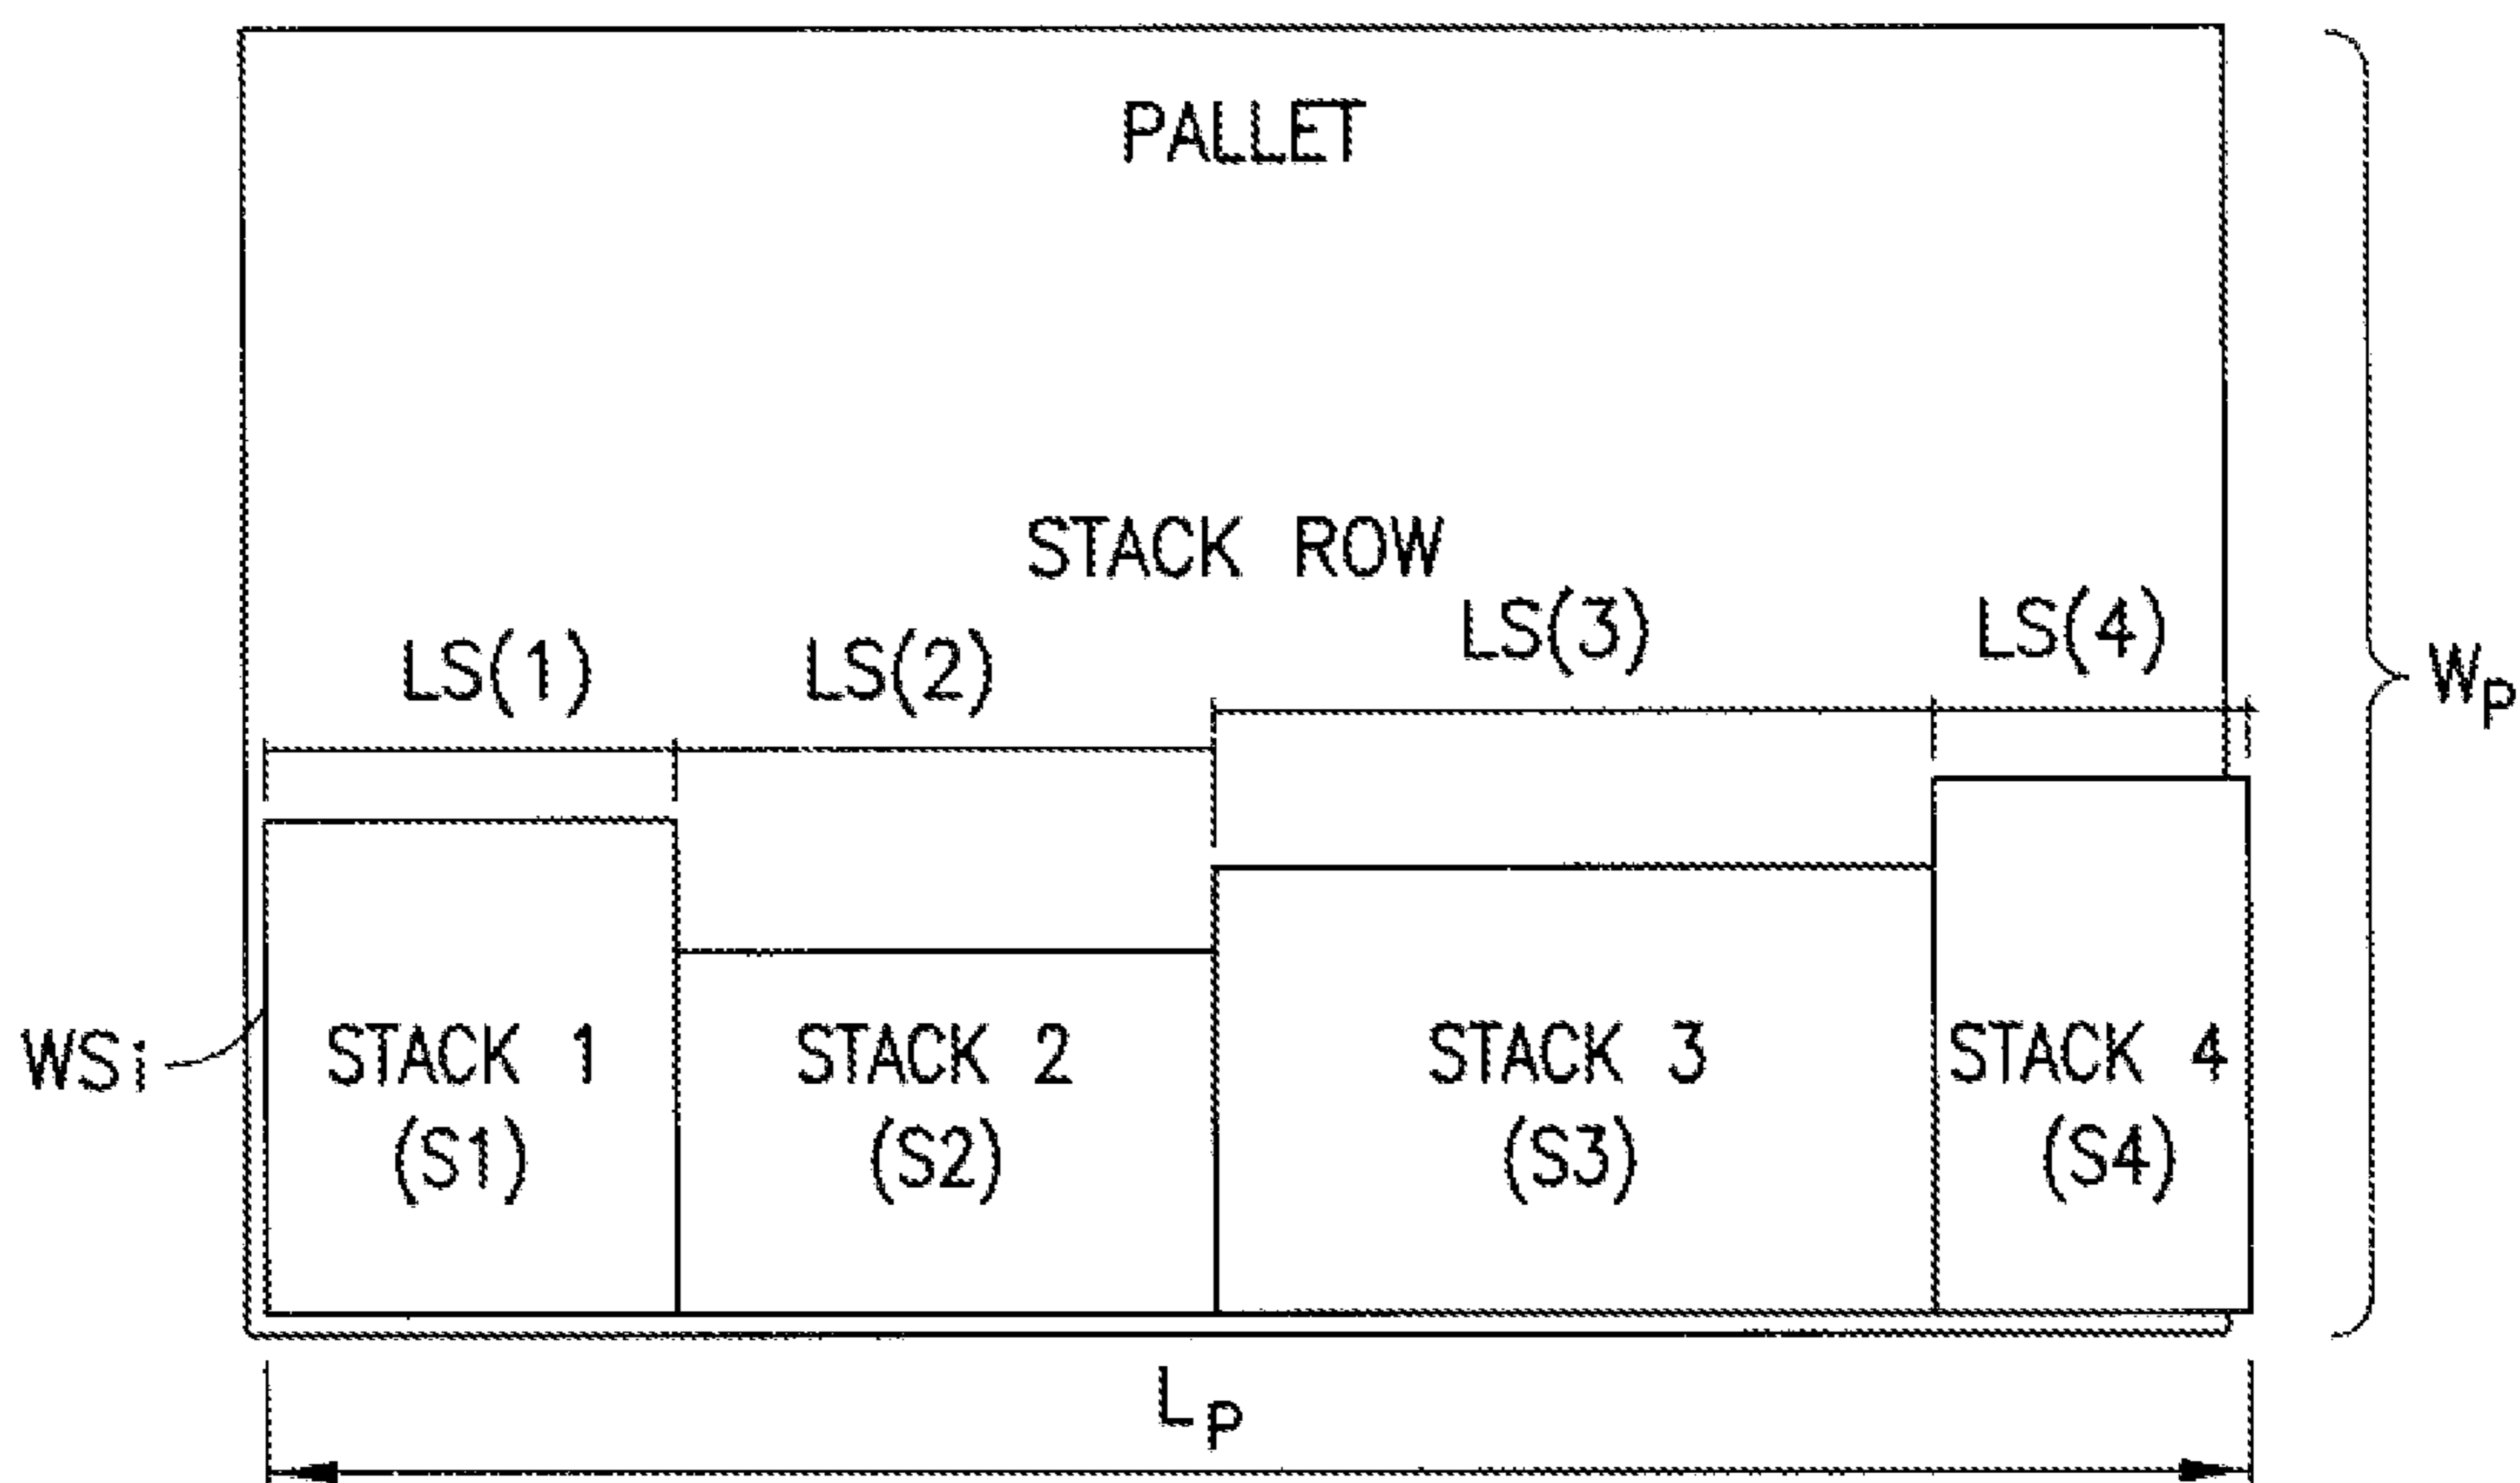 PALLET
STACK ROW
LS(1)
LS(2)
LS(3)
LS(4)
Wp
WSi
STACK 1
(S1)
STACK 2
(S2)
STACK 3
(S3)
STACK 4
(S4)
Lp